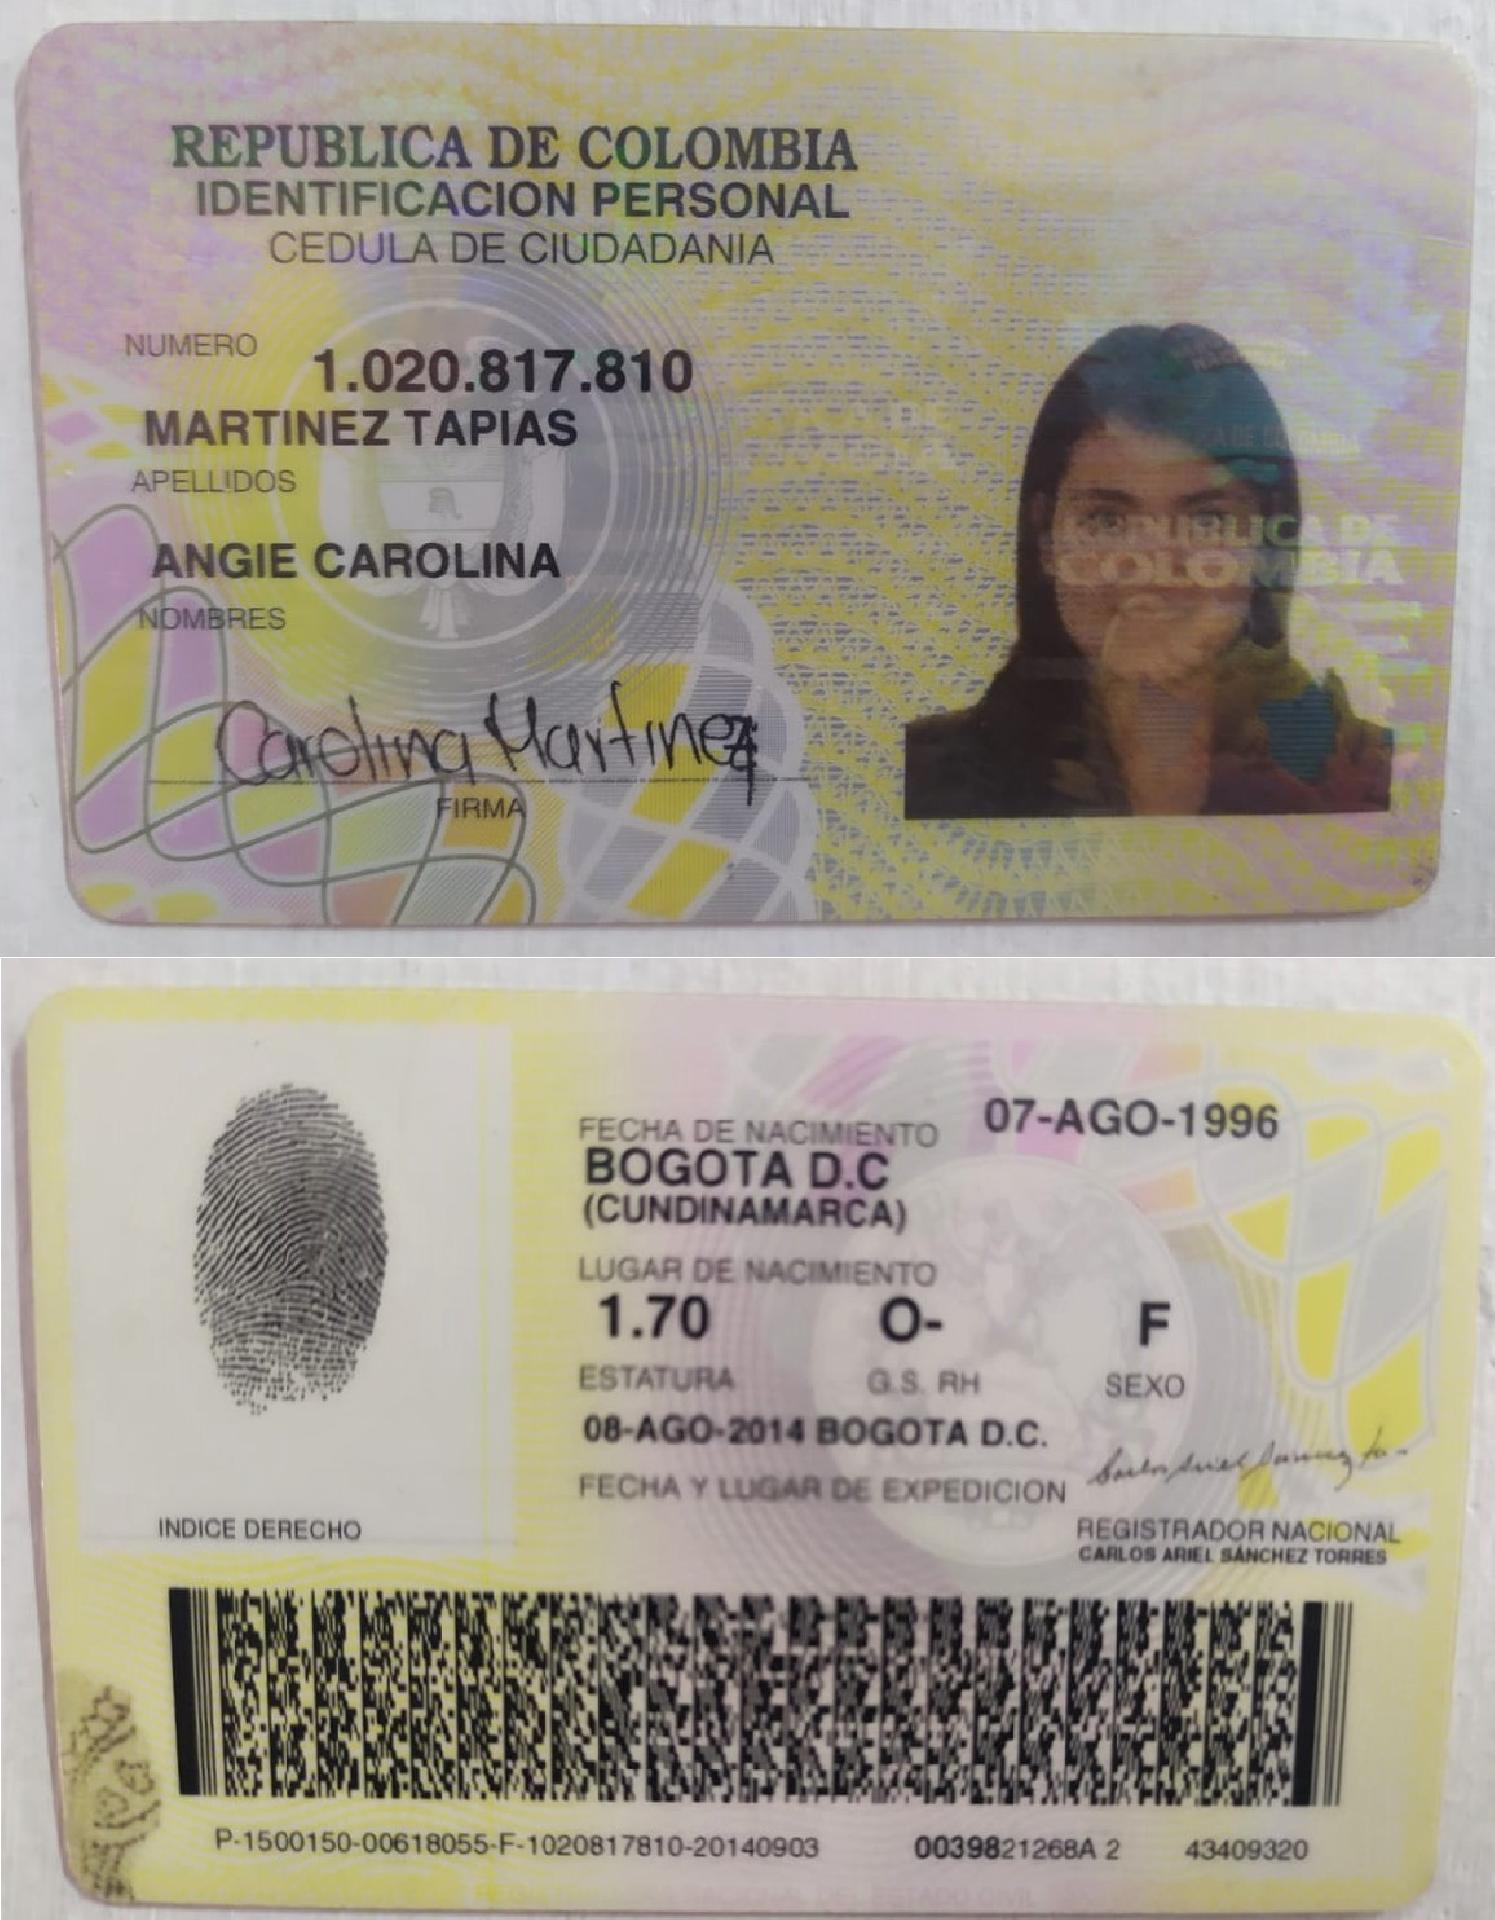 REPUBLICA DE COLOMBIA
IDENTIFICACION PERSONAL
CEDULA DE CIUDADANIA
NUMERO 1.020.817.810
MARTINEZ TAPIAS
APELLIDOS
ANGIE CAROLINA
NOMBRES
Carolina Martinez
FIRMA
REPUBLICA DE
COLOMBIA
FECHA DE NACIMIENTO 07-AGO-1996
BOGOTA D.C
(CUNDINAMARCA)
LUGAR DE NACIMIENTO
1.70 O- F
ESTATURA G.S. RH SEXO
08-AGO-2014 BOGOTA D.C.
FECHA Y LUGAR DE EXPEDICION
INDICE DERECHO
REGISTRADOR NACIONAL
CARLOS ARIEL SÁNCHEZ TORRES
P-1500150-00618055-F-1020817810-20140903 0039821268A 2 43409320